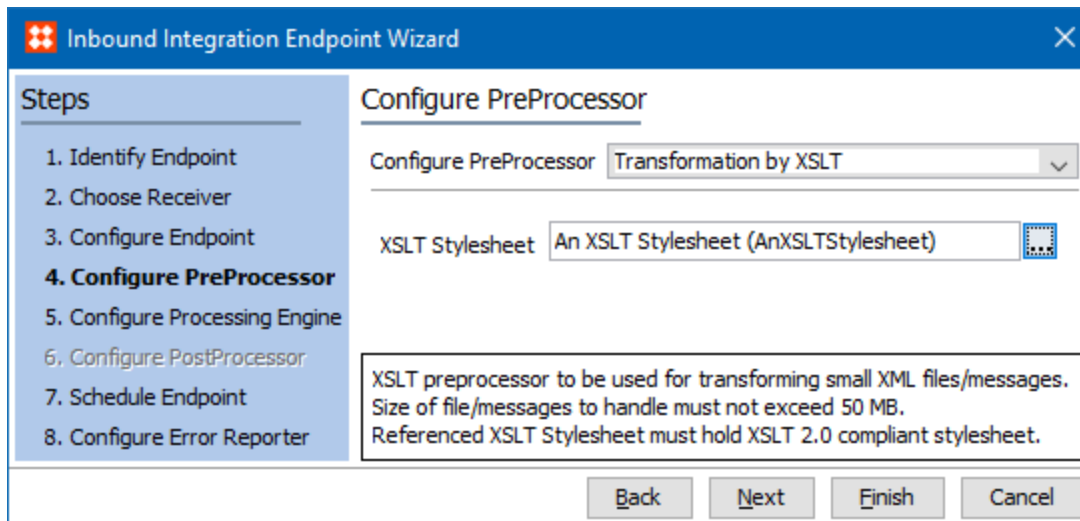 Inbound Integration Endpoint Wizard
Steps
1. Identify Endpoint
2. Choose Receiver
3. Configure Endpoint
4. Configure PreProcessor
5. Configure Processing Engine
6. Configure PostProcessor
7. Schedule Endpoint
8. Configure Error Reporter
Configure PreProcessor
Configure PreProcessor Transformation by XSLT
XSLT Stylesheet An XSLT Stylesheet (AnXSLTStylesheet) ...
XSLT preprocessor to be used for transforming small XML files/messages.
Size of file/messages to handle must not exceed 50 MB.
Referenced XSLT Stylesheet must hold XSLT 2.0 compliant stylesheet.
Back Next Finish Cancel